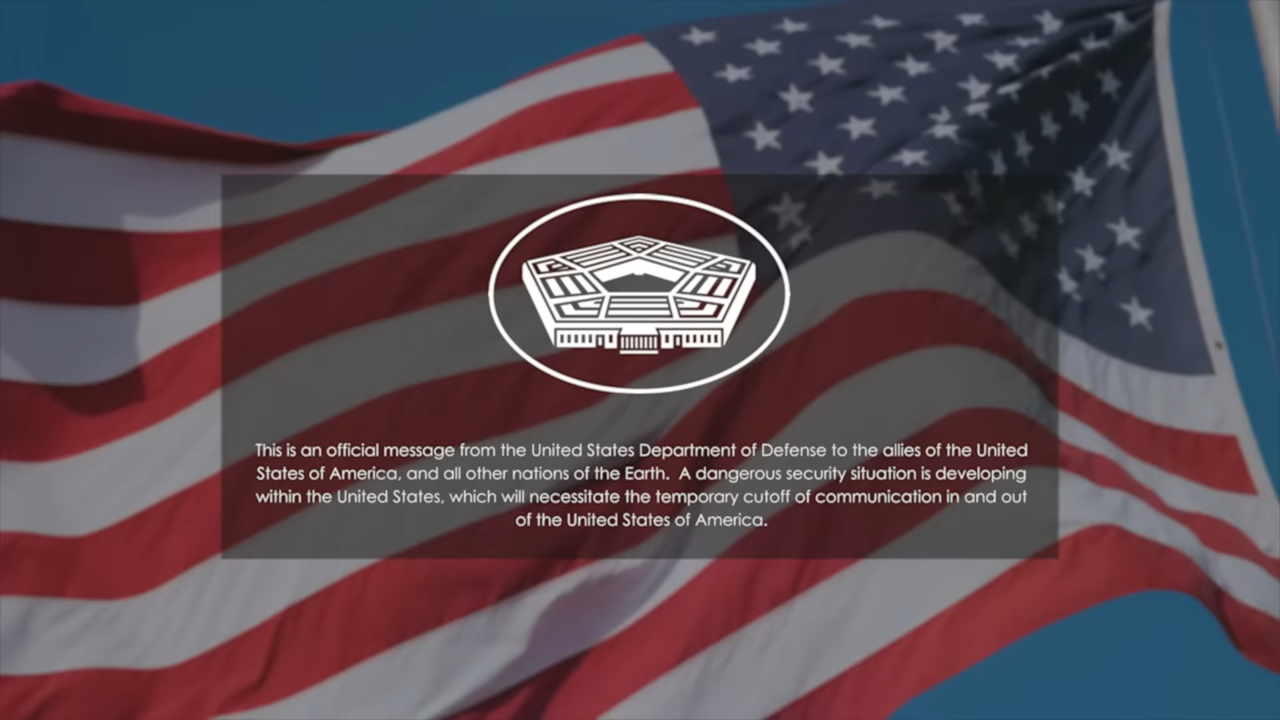 This is an official message from the United States Department of Defense to the allies of the United
States of America, and all other nations of the Earth.  A dangerous security situation is developing
within the United States, which will necessitate the temporary cutoff of communication in and out
of the United States of America.